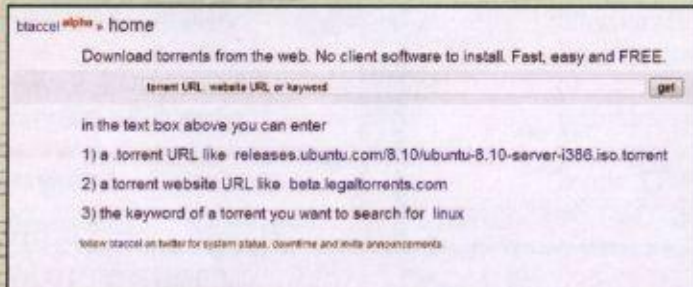 btaccel alpha » home
Download torrents from the web. No client software to install. Fast, easy and FREE.
torrent URL, website URL or keyword get
in the text box above you can enter
1) a .torrent URL like releases.ubuntu.com/8.10/ubuntu-8.10-server-i386.iso.torrent
2) a torrent website URL like beta.legaltorrents.com
3) the keyword of a torrent you want to search for linux
follow btaccel on twitter for system status, downtime and invite announcements.